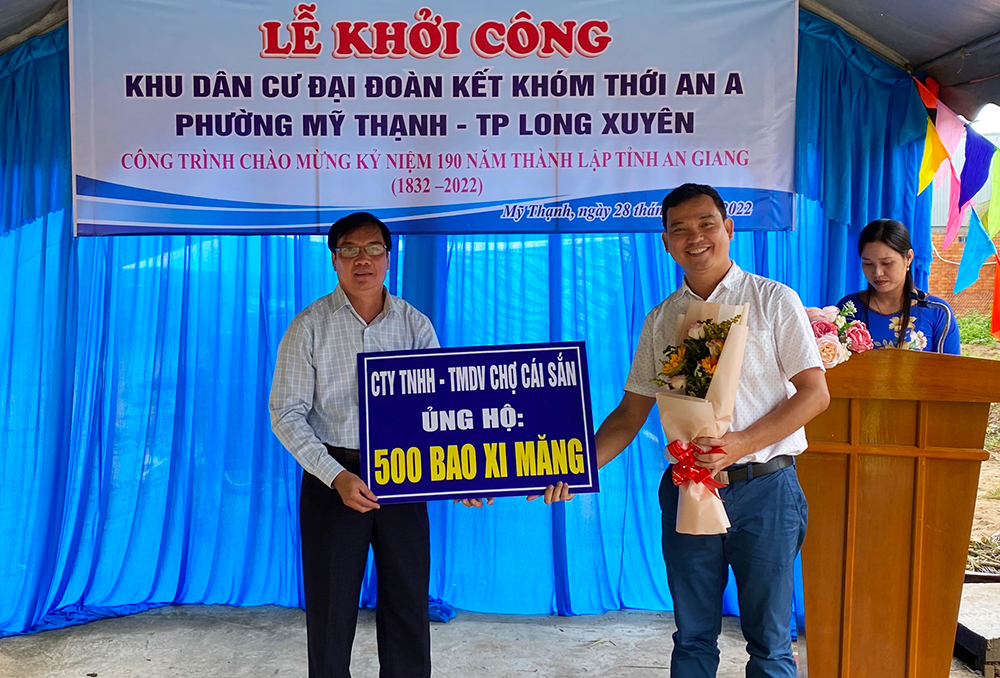 LỄ KHỞI CÔNG
KHU DÂN CƯ ĐẠI ĐOÀN KẾT KHÓM THỚI AN A
PHƯỜNG MỸ THẠNH - TP LONG XUYÊN
CÔNG TRÌNH CHÀO MỪNG KỶ NIỆM 190 NĂM THÀNH LẬP TỈNH AN GIANG
(1832 –2022)
Mỹ Thạnh, ngày 28 thán 2022
CTY TNHH - TMDV CHỢ CÁI SẮN
ỦNG HỘ:
500 BAO XI MĂNG